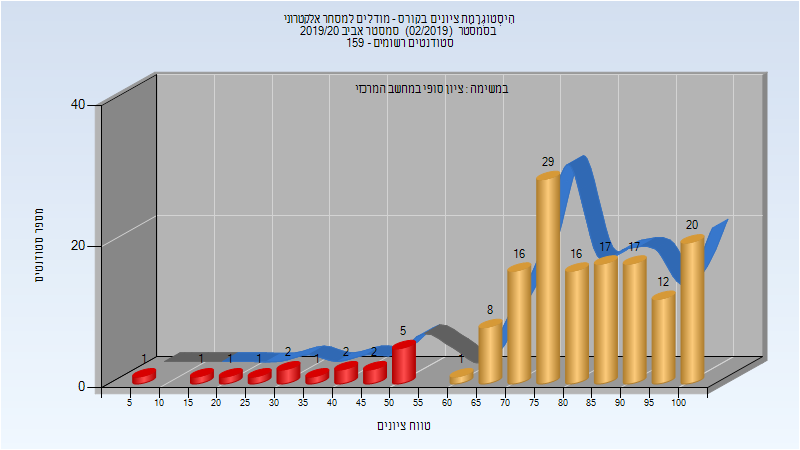 היסטוגרמת ציונים בקורס - מודלים למסחר אלקטרוני
בסמסטר (02/2019) סמסטר אביב 2019/20
סטודנטים רשומים - 159
במשימה : ציון סופי במחשב המרכזי
40
20
0
מספר סטודנטים
1 1 1 1 2 1 2 2 5 1 8 16 29 16 17 17 12 20
5 10 15 20 25 30 35 40 50 55 60 65 70 75 80 85 90 95 100
טווח ציונים